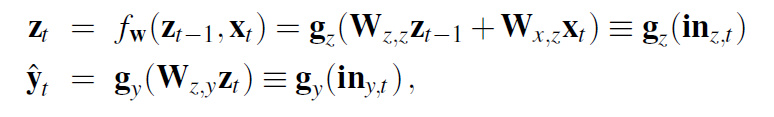 z_t = f_w(z_{t−1}, x_t) = g_z(W_{z,z}z_{t−1} + W_{x,z}x_t) ≡ g_z(in_{z,t})
ŷ_t = g_y(W_{z,y}z_t) ≡ g_y(in_{y,t}),